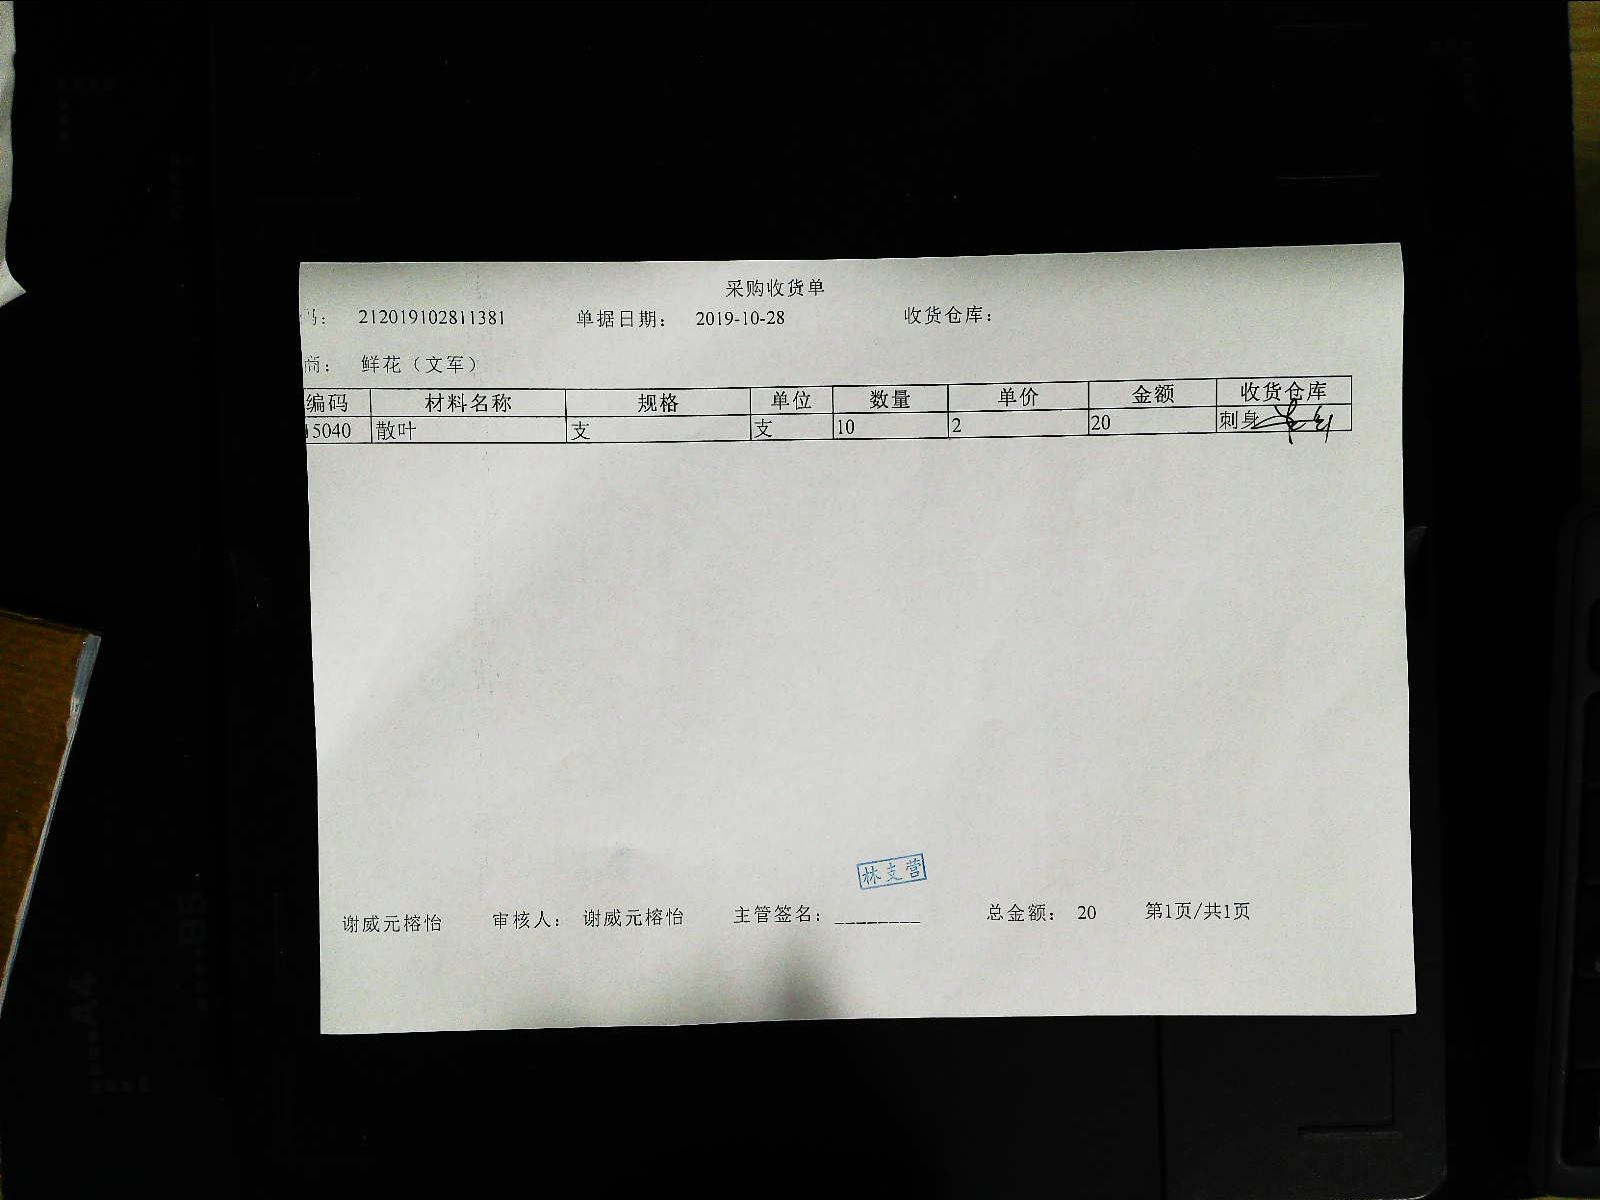 采购收货单
码： 212019102811381 单据日期： 2019-10-28 收货仓库：
商： 鲜花（文军）
编码 材料名称 规格 单位 数量 单价 金额 收货仓库
15040 散叶 支 支 10 2 20 刺身
林支营
谢威元榕怡 审核人： 谢威元榕怡 主管签名：________ 总金额： 20 第1页/共1页